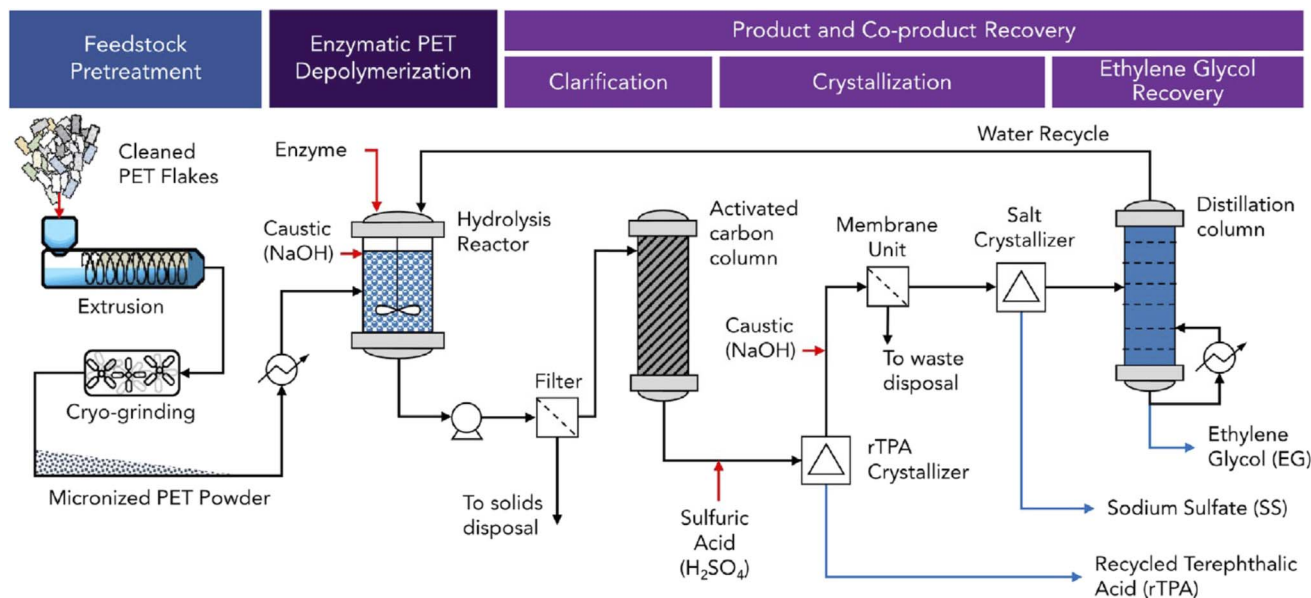 Feedstock
Pretreatment
Enzymatic PET
Depolymerization
Product and Co-product Recovery
Clarification
Crystallization
Ethylene Glycol
Recovery
Cleaned
PET Flakes
Extrusion
Cryo-grinding
Micronized PET Powder
Enzyme
Caustic
(NaOH)
Hydrolysis
Reactor
Filter
To solids
disposal
Activated
carbon
column
Sulfuric
Acid
(H₂SO₄)
Water Recycle
Caustic
(NaOH)
Membrane
Unit
To waste
disposal
rTPA
Crystallizer
Salt
Crystallizer
Distillation
column
Ethylene
Glycol (EG)
Sodium Sulfate (SS)
Recycled Terephthalic
Acid (rTPA)